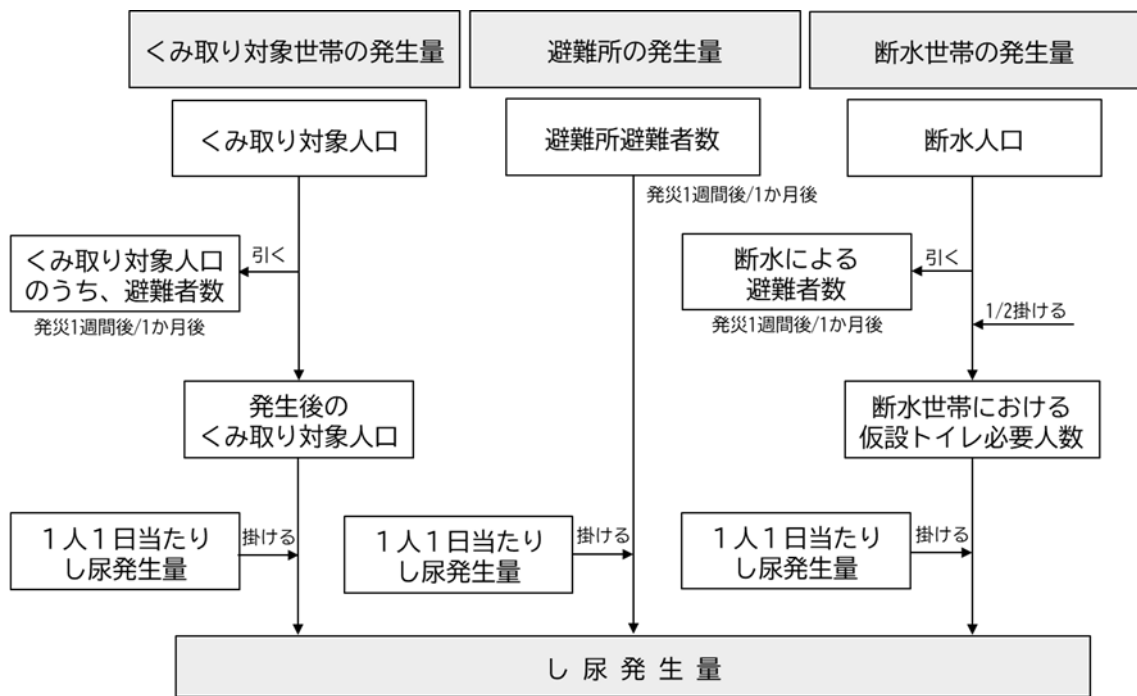 くみ取り対象世帯の発生量
避難所の発生量
断水世帯の発生量
くみ取り対象人口
避難所避難者数
断水人口
発災1週間後/1か月後
くみ取り対象人口
のうち、避難者数
引く
断水による
避難者数
引く
発災1週間後/1か月後
発災1週間後/1か月後
1/2掛ける
発生後の
くみ取り対象人口
断水世帯における
仮設トイレ必要人数
１人１日当たり
し尿発生量
掛ける
１人１日当たり
し尿発生量
掛ける
１人１日当たり
し尿発生量
掛ける
し尿発生量